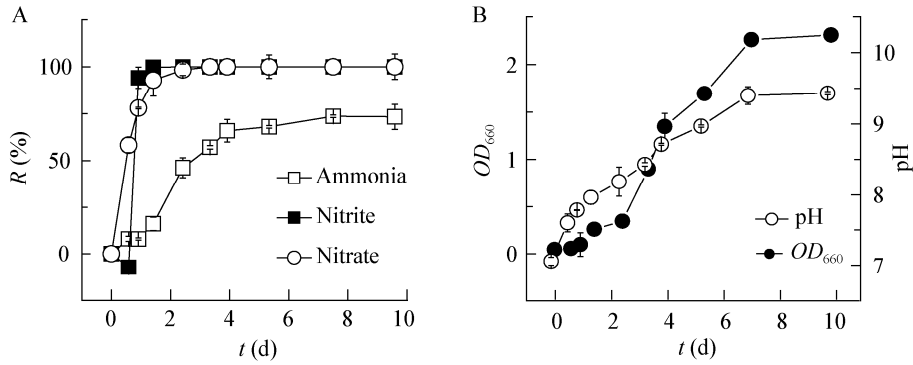 A
R (%)
100
50
0
Ammonia
Nitrite
Nitrate
0 2 4 6 8 10
t (d)
B
OD660
2
1
0
pH
OD660
10
9
8
7
pH
0 2 4 6 8 10
t (d)